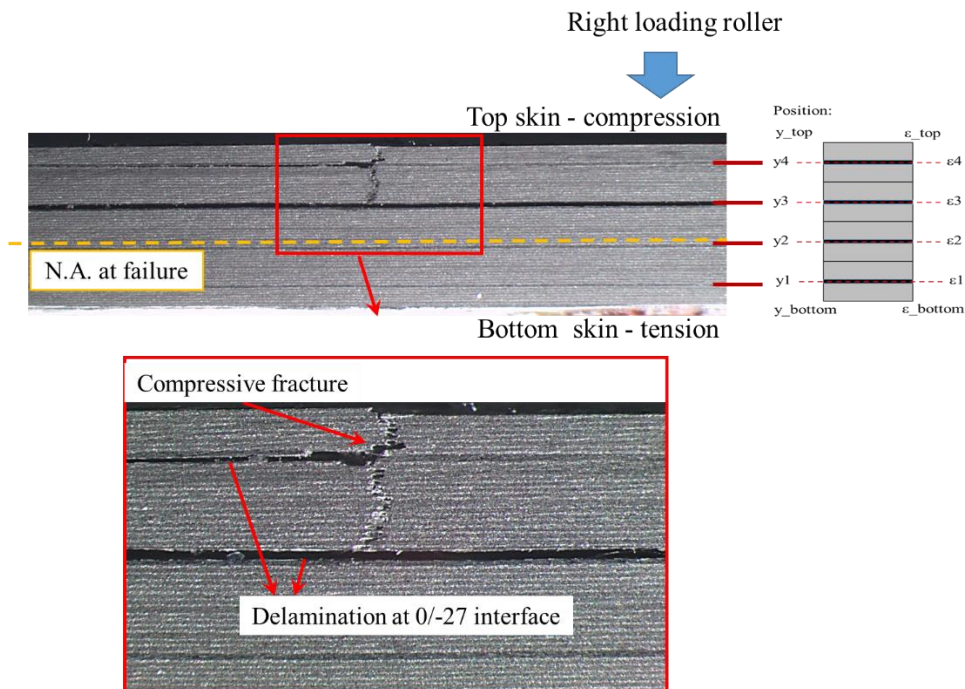 Right loading roller
Top skin - compression
Position:
y_top
ε_top
y4
ε4
y3
ε3
y2
ε2
N.A. at failure
y1
ε1
y_bottom
ε_bottom
Bottom skin - tension
Compressive fracture
Delamination at 0/-27 interface